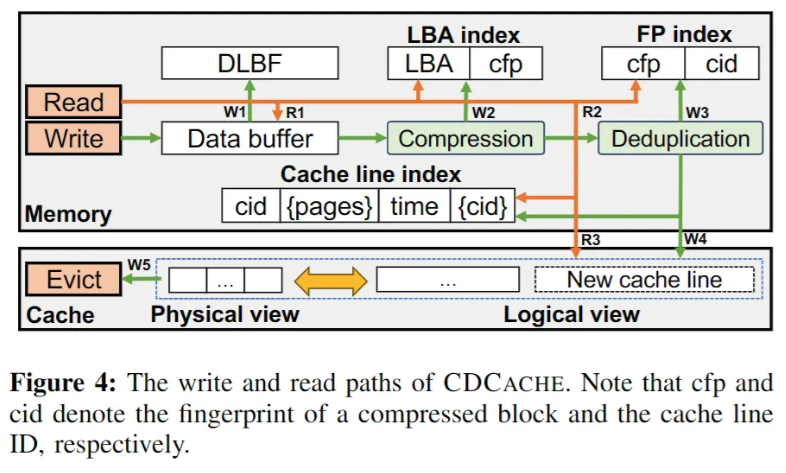 LBA index
FP index
DLBF
LBA
cfp
cfp
cid
Read
W1
R1
W2
R2
W3
Write
Data buffer
Compression
Deduplication
Cache line index
cid
{pages}
time
{cid}
Memory
R3
W4
Evict
W5
...
...
New cache line
Cache
Physical view
Logical view
Figure 4: The write and read paths of CDCACHE. Note that cfp and
cid denote the fingerprint of a compressed block and the cache line
ID, respectively.